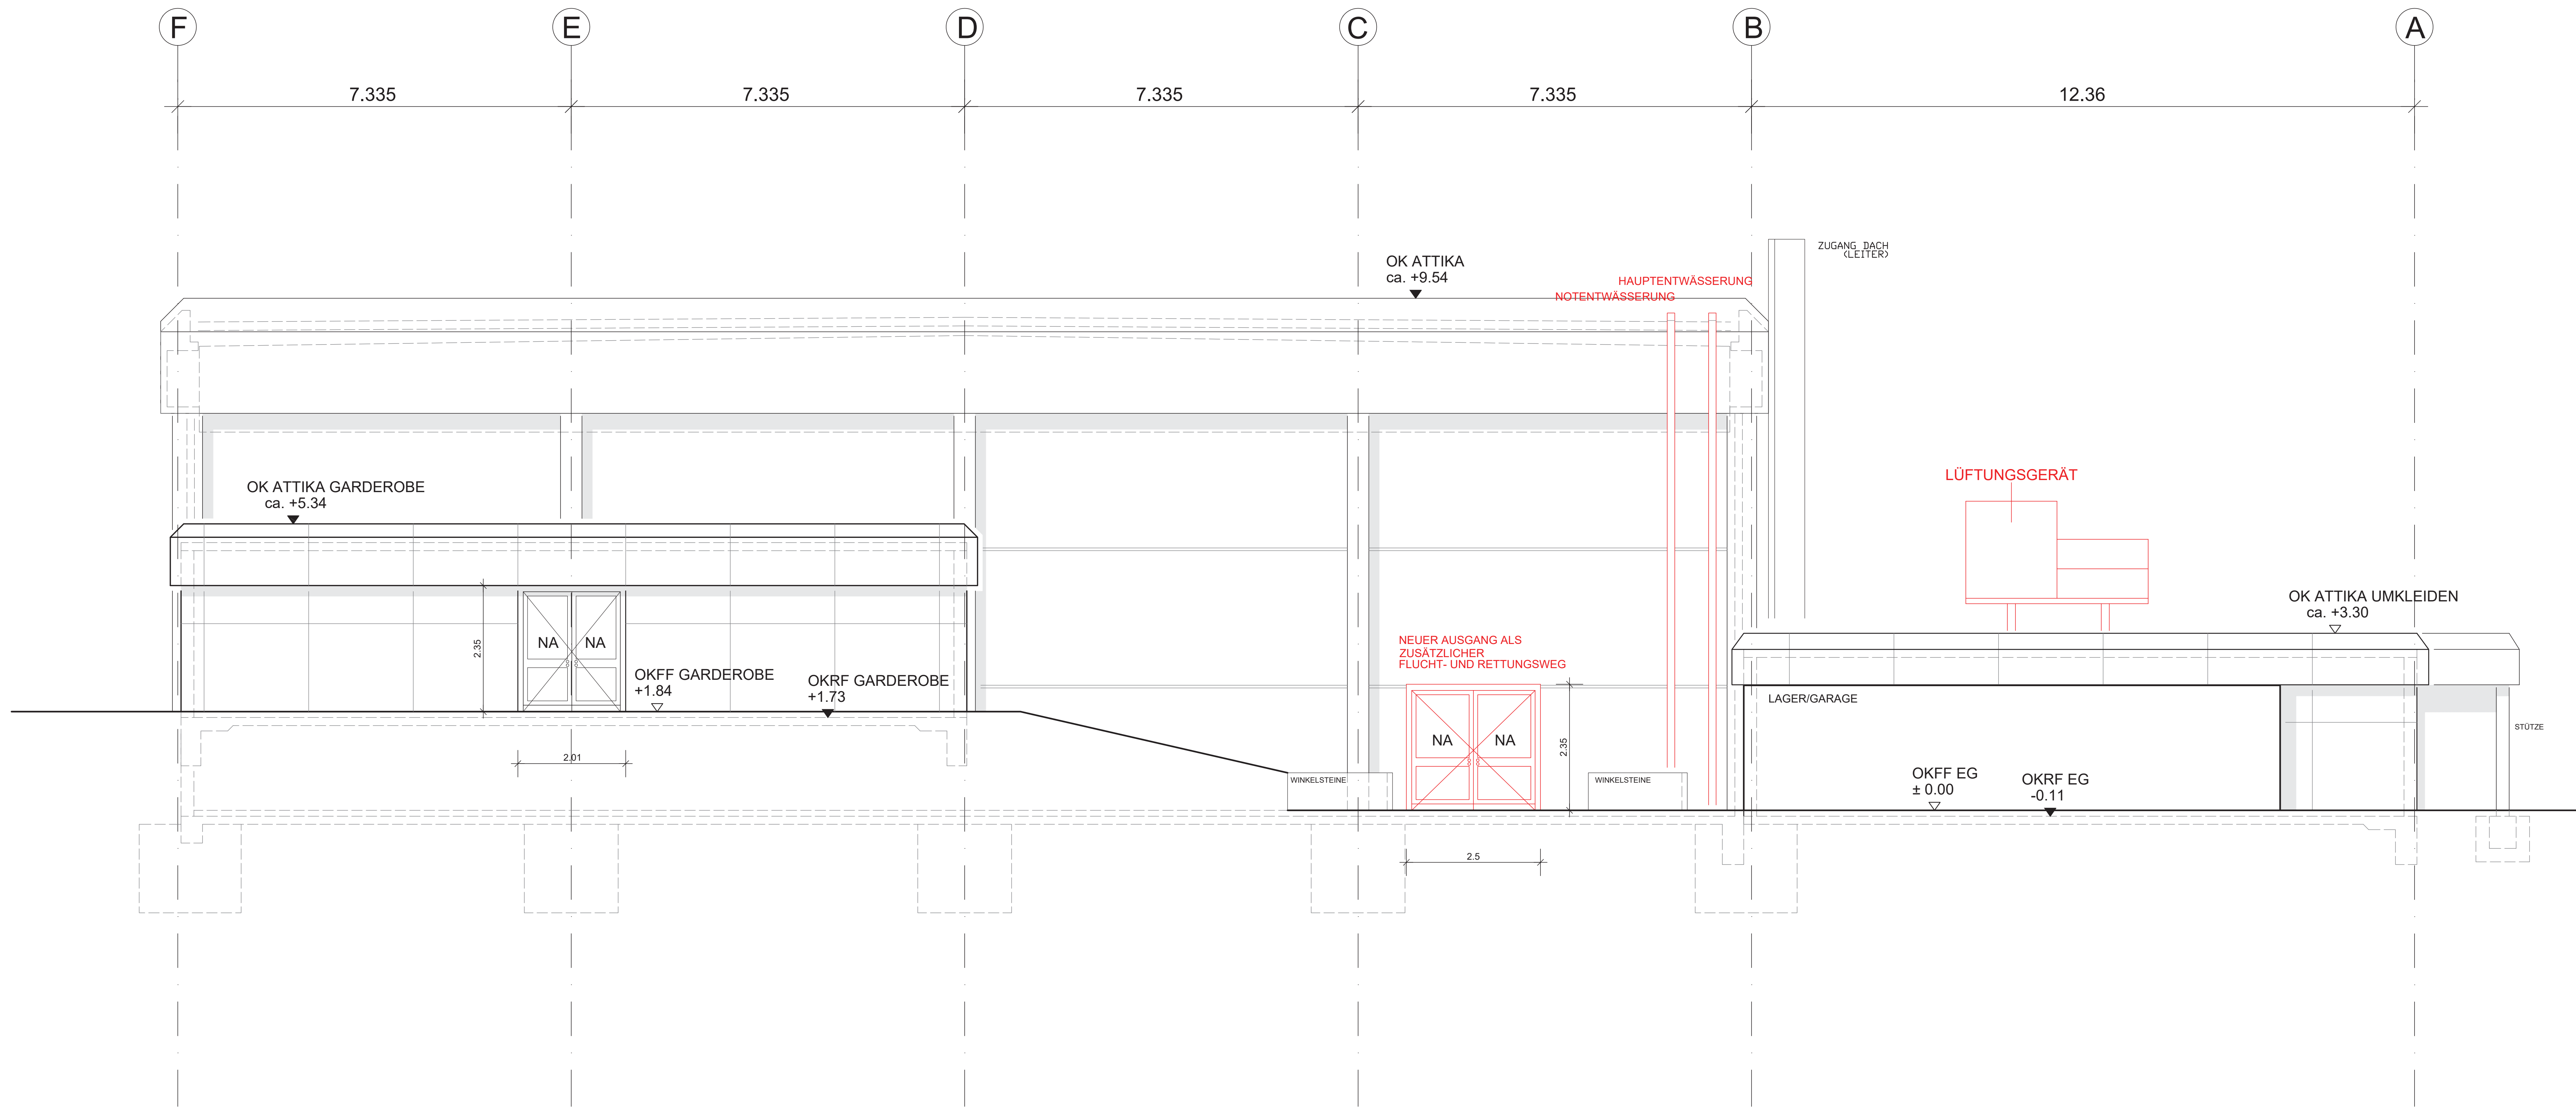 F E D C B A
7.335 7.335 7.335 7.335 12.36
ZUGANG DACH
(LEITER)
OK ATTIKA
ca. +9.54
HAUPTENTWÄSSERUNG
NOTENTWÄSSERUNG
LÜFTUNGSGERÄT
OK ATTIKA GARDEROBE
ca. +5.34
OK ATTIKA UMKLEIDEN
ca. +3.30
2.35
NA NA
NEUER AUSGANG ALS
ZUSÄTZLICHER
FLUCHT- UND RETTUNGSWEG
OKFF GARDEROBE
+1.84
OKRF GARDEROBE
+1.73
LAGER/GARAGE
STÜTZE
NA NA
2.35
2.01
WINKELSTEINE
WINKELSTEINE
OKFF EG
± 0.00
OKRF EG
-0.11
2.5